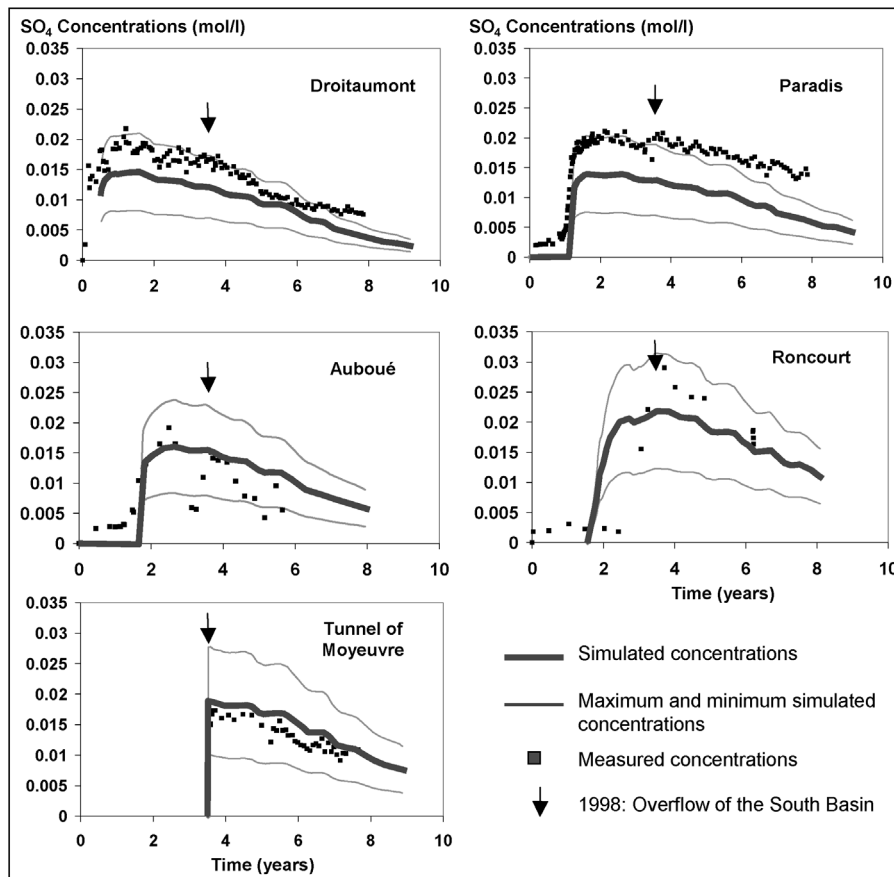 SO₄ Concentrations (mol/l)
SO₄ Concentrations (mol/l)
0.035
0.03
0.025
0.02
0.015
0.01
0.005
0
Droitaumont
0 2 4 6 8 10
0.035
0.03
0.025
0.02
0.015
0.01
0.005
0
Paradis
0 2 4 6 8 10
0.035
0.03
0.025
0.02
0.015
0.01
0.005
0
Auboué
0 2 4 6 8 10
0.035
0.03
0.025
0.02
0.015
0.01
0.005
0
Roncourt
0 2 4 6 8 10
Time (years)
0.035
0.03
0.025
0.02
0.015
0.01
0.005
0
Tunnel of
Moyeuvre
0 2 4 6 8 10
Time (years)
Simulated concentrations
Maximum and minimum simulated
concentrations
Measured concentrations
1998: Overflow of the South Basin